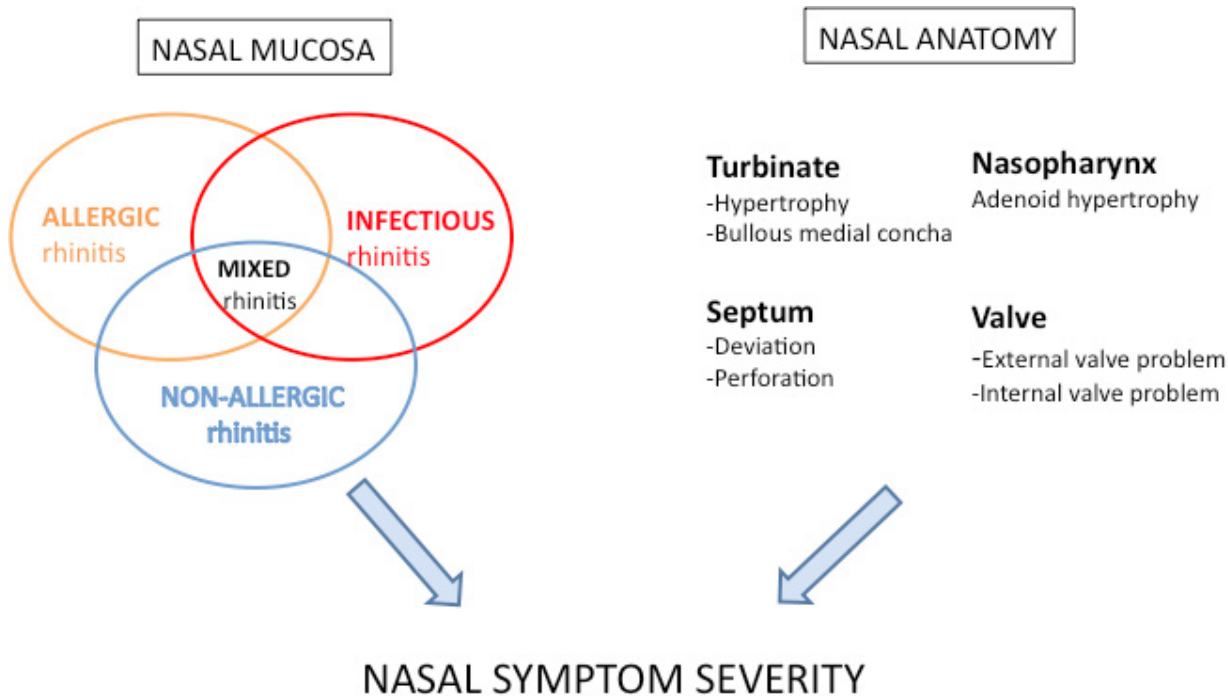 NASAL MUCOSA
ALLERGIC
rhinitis
INFECTIOUS
rhinitis
MIXED
rhinitis
NON-ALLERGIC
rhinitis
NASAL ANATOMY
Turbinate
-Hypertrophy
-Bullous medial concha
Nasopharynx
Adenoid hypertrophy
Septum
-Deviation
-Perforation
Valve
-External valve problem
-Internal valve problem
NASAL SYMPTOM SEVERITY